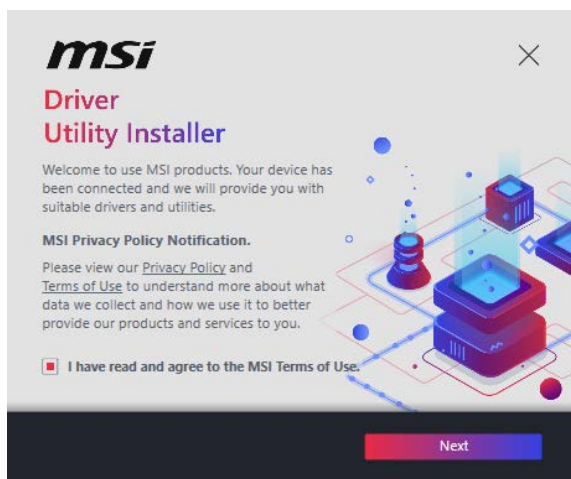 msi
Driver
Utility Installer
Welcome to use MSI products. Your device has
been connected and we will provide you with
suitable drivers and utilities.
MSI Privacy Policy Notification.
Please view our Privacy Policy and
Terms of Use to understand more about what
data we collect and how we use it to better
provide our products and services to you.
I have read and agree to the MSI Terms of Use.
Next